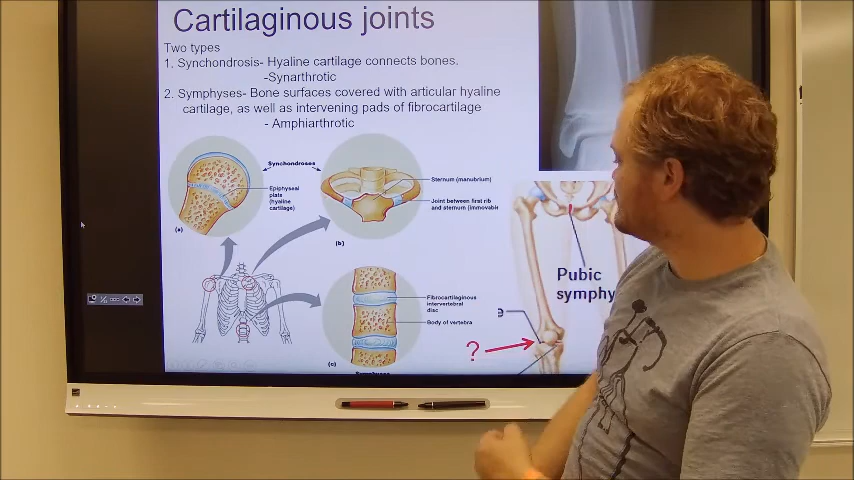 Cartilaginous joints
Two types
1. Synchondrosis- Hyaline cartilage connects bones.
-Synarthrotic
2. Symphyses- Bone surfaces covered with articular hyaline
cartilage, as well as intervening pads of fibrocartilage
- Amphiarthrotic
Synchondroses
Epiphyseal
plate
(hyaline
cartilage)
(a)
Sternum (manubrium)
Joint between first rib
and sternum (immovabl
(b)
Fibrocartilaginous
intervertebral
disc
Body of vertebra
(c)
Symphyses
Pubic
symphy
e
?